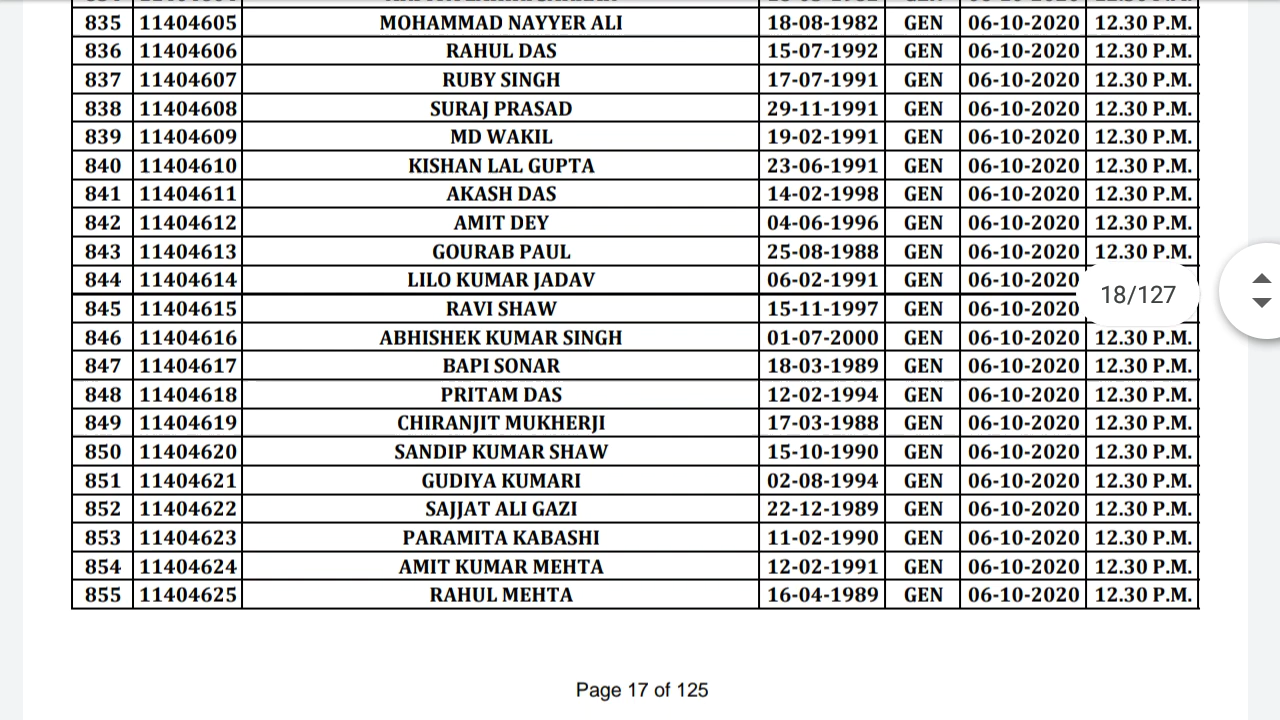 835 11404605 MOHAMMAD NAYYER ALI 18-08-1982 GEN 06-10-2020 12.30 P.M.
836 11404606 RAHUL DAS 15-07-1992 GEN 06-10-2020 12.30 P.M.
837 11404607 RUBY SINGH 17-07-1991 GEN 06-10-2020 12.30 P.M.
838 11404608 SURAJ PRASAD 29-11-1991 GEN 06-10-2020 12.30 P.M.
839 11404609 MD WAKIL 19-02-1991 GEN 06-10-2020 12.30 P.M.
840 11404610 KISHAN LAL GUPTA 23-06-1991 GEN 06-10-2020 12.30 P.M.
841 11404611 AKASH DAS 14-02-1998 GEN 06-10-2020 12.30 P.M.
842 11404612 AMIT DEY 04-06-1996 GEN 06-10-2020 12.30 P.M.
843 11404613 GOURAB PAUL 25-08-1988 GEN 06-10-2020 12.30 P.M.
844 11404614 LILO KUMAR JADAV 06-02-1991 GEN 06-10-2020
18/127
845 11404615 RAVI SHAW 15-11-1997 GEN 06-10-2020
846 11404616 ABHISHEK KUMAR SINGH 01-07-2000 GEN 06-10-2020 12.30 P.M.
847 11404617 BAPI SONAR 18-03-1989 GEN 06-10-2020 12.30 P.M.
848 11404618 PRITAM DAS 12-02-1994 GEN 06-10-2020 12.30 P.M.
849 11404619 CHIRANJIT MUKHERJI 17-03-1988 GEN 06-10-2020 12.30 P.M.
850 11404620 SANDIP KUMAR SHAW 15-10-1990 GEN 06-10-2020 12.30 P.M.
851 11404621 GUDIYA KUMARI 02-08-1994 GEN 06-10-2020 12.30 P.M.
852 11404622 SAJJAT ALI GAZI 22-12-1989 GEN 06-10-2020 12.30 P.M.
853 11404623 PARAMITA KABASHI 11-02-1990 GEN 06-10-2020 12.30 P.M.
854 11404624 AMIT KUMAR MEHTA 12-02-1991 GEN 06-10-2020 12.30 P.M.
855 11404625 RAHUL MEHTA 16-04-1989 GEN 06-10-2020 12.30 P.M.
Page 17 of 125